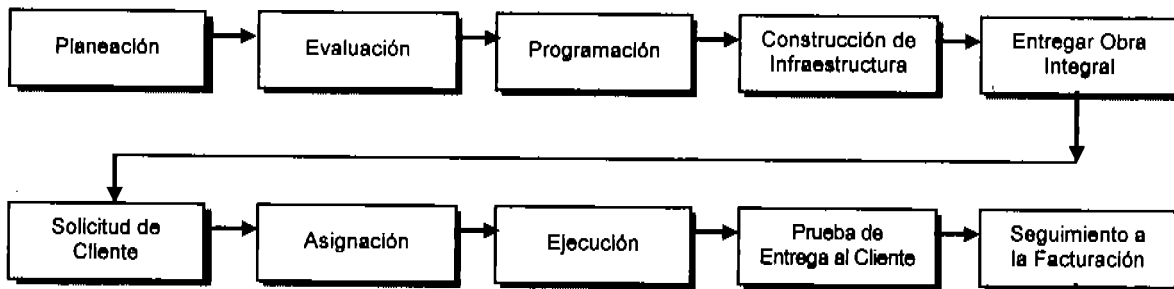 Planeación
Evaluación
Programación
Construcción de
Infraestructura
Entregar Obra
Integral
Solicitud de
Cliente
Asignación
Ejecución
Prueba de
Entrega al Cliente
Seguimiento a
la Facturación